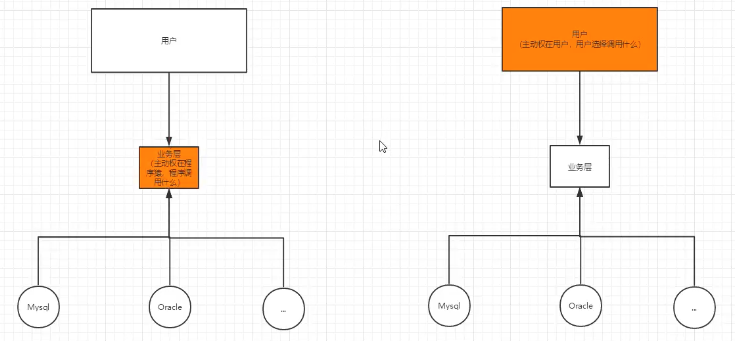 用户
用户
(主动权在用户，用户选择调用什么)
业务层
（主动权在程
序猿，程序调
用什么）
业务层
Mysql
Oracle
...
Mysql
Oracle
...